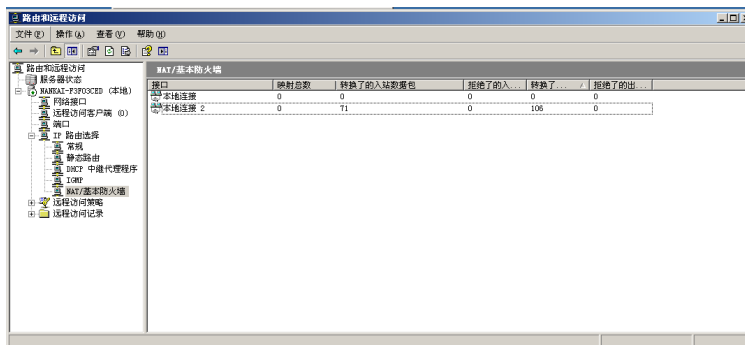 路由和远程访问
文件(F) 操作(A) 查看(V) 帮助(H)
路由和远程访问
服务器状态
NANKAI-F3F03CED (本地)
网络接口
远程访问客户端 (0)
端口
IP 路由选择
常规
静态路由
DHCP 中继代理程序
IGMP
NAT/基本防火墙
远程访问策略
远程访问记录
NAT/基本防火墙
接口 映射总数 转换了的入站数据包 拒绝了的入... 转换了... 拒绝了的出...
本地连接 0 0 0 0 0
本地连接 2 0 71 0 106 0